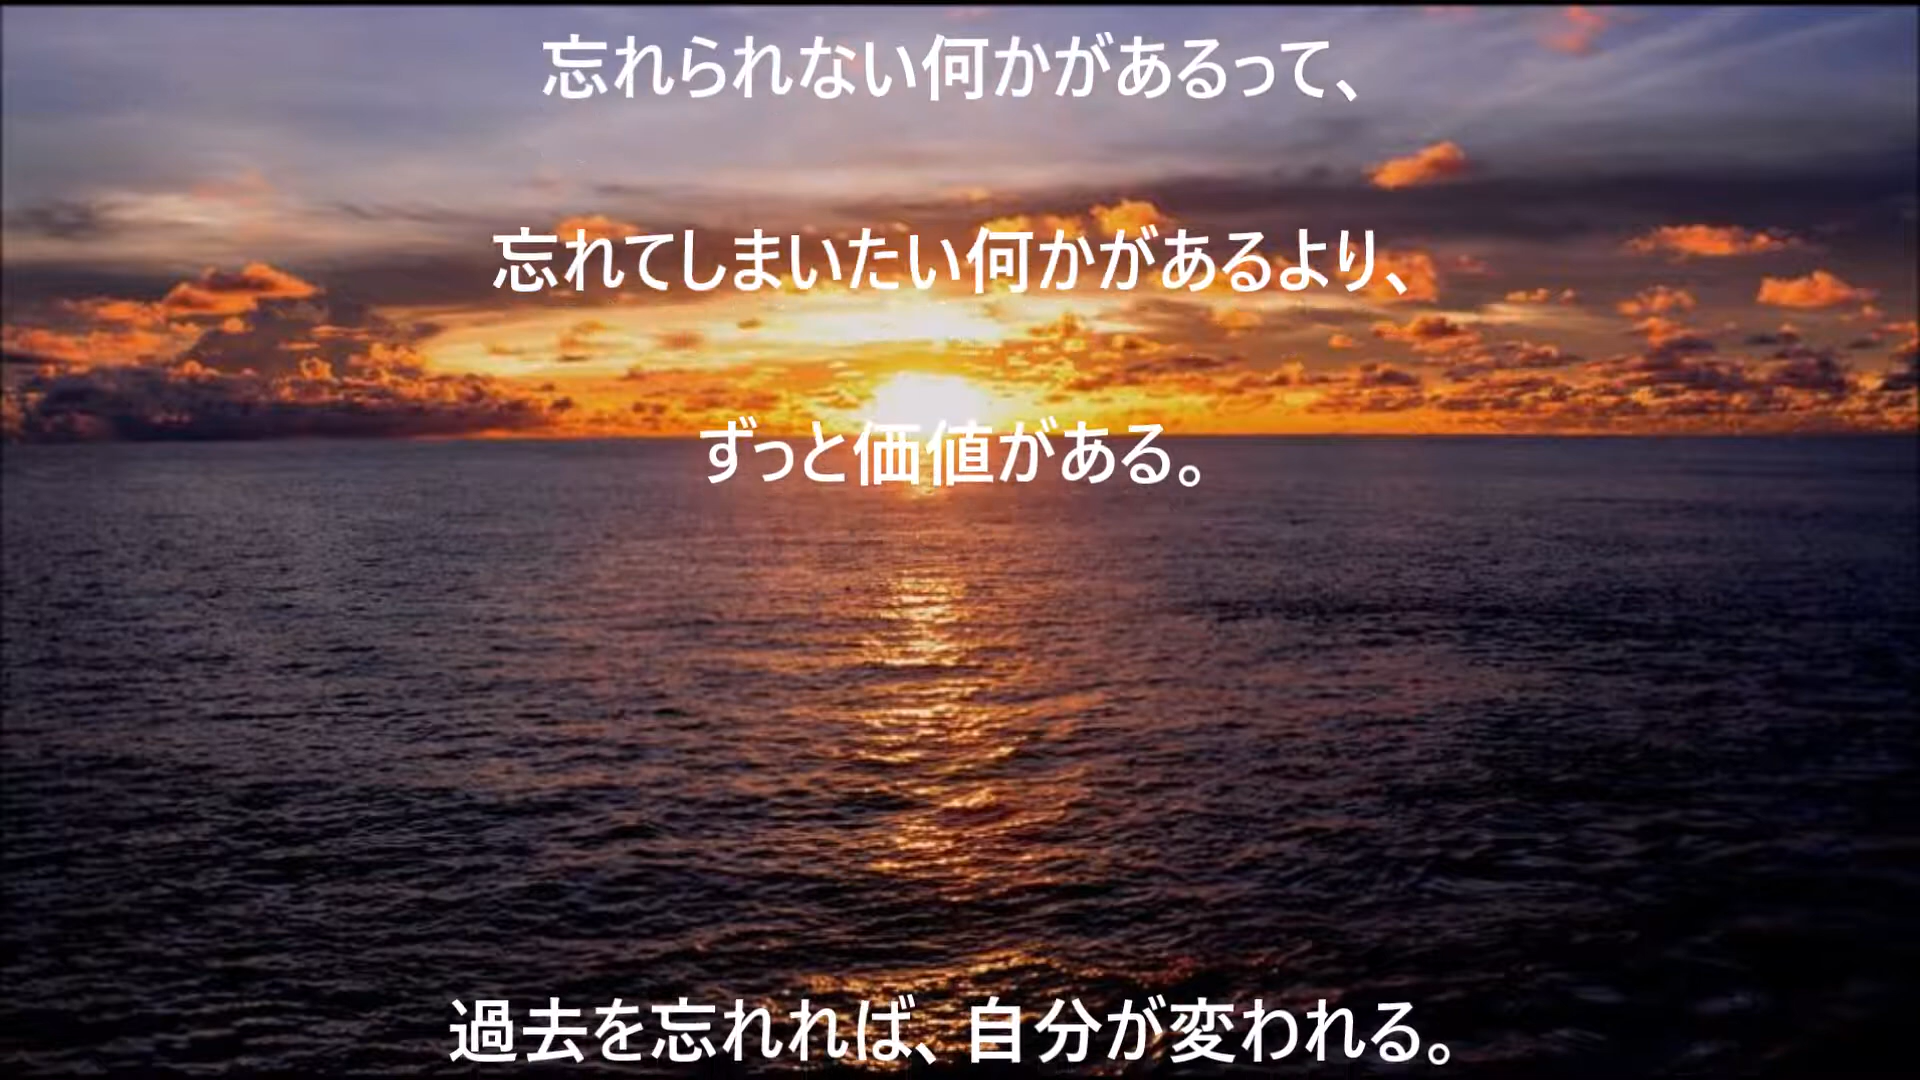 忘れられない何かがあるって、
忘れてしまいたい何かがあるより、
ずっと価値がある。
過去を忘れれば、自分が変われる。